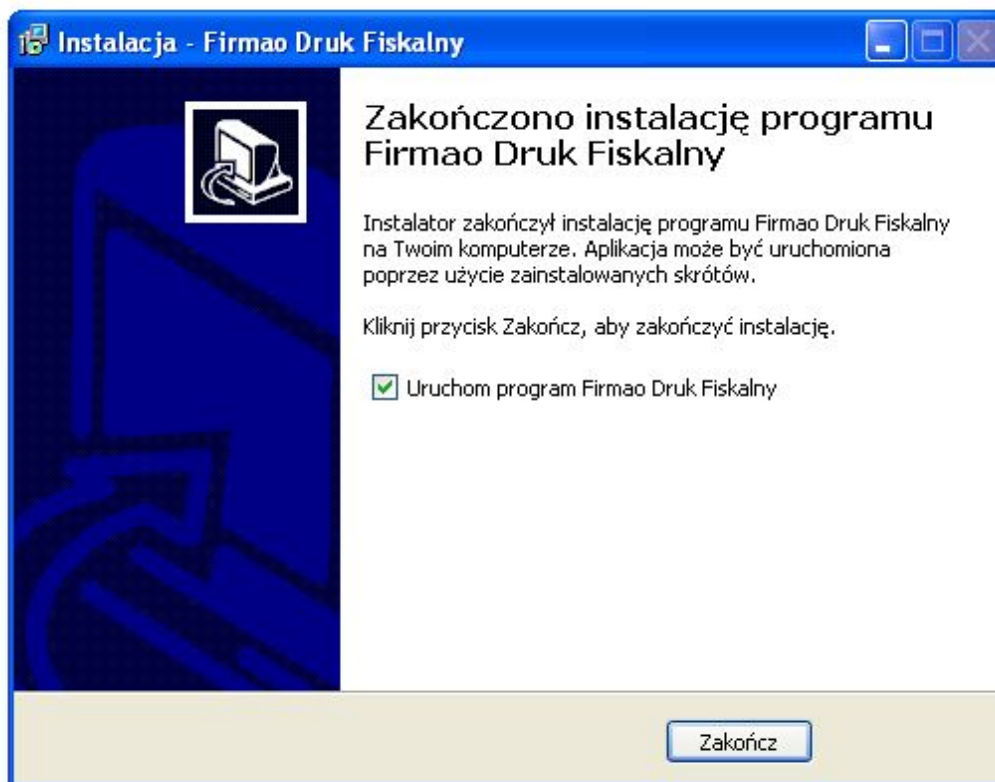 Instalacja - Firmao Druk Fiskalny
Zakończono instalację programu
Firmao Druk Fiskalny
Instalator zakończył instalację programu Firmao Druk Fiskalny
na Twoim komputerze. Aplikacja może być uruchomiona
poprzez użycie zainstalowanych skrótów.
Kliknij przycisk Zakończ, aby zakończyć instalację.
Uruchom program Firmao Druk Fiskalny
Zakończ